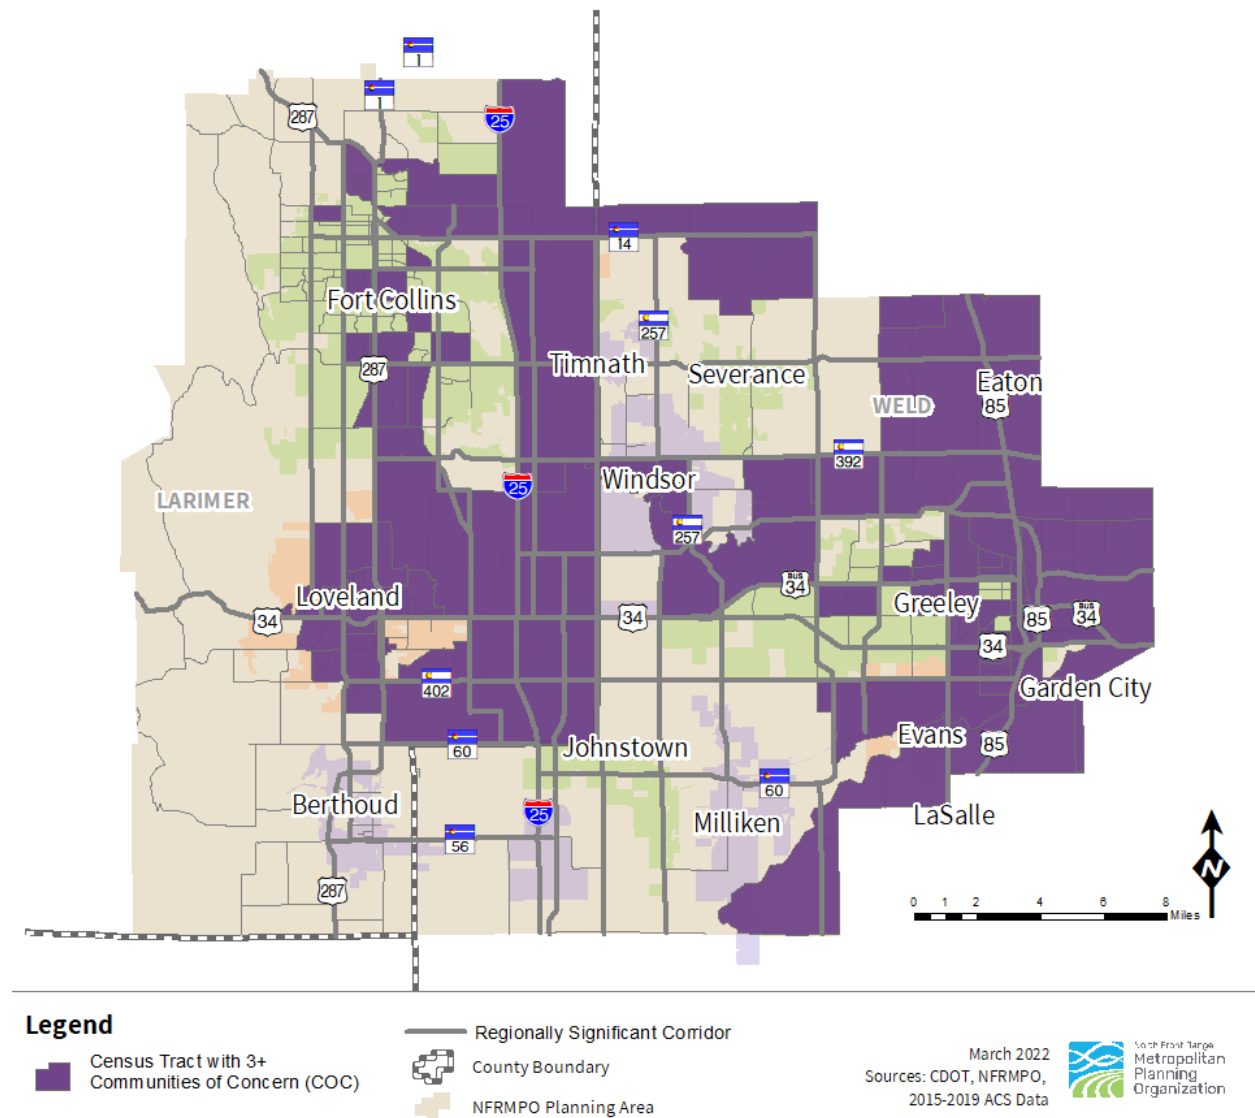 1
1
287
25
14
Fort Collins
257
287
Timnath
Severance
Eaton
WELD
85
392
Windsor
25
LARIMER
257
Loveland
BUS
34
Greeley
34
34
85
BUS
34
34
402
Garden City
60
Johnstown
Evans
85
60
Berthoud
25
Milliken
LaSalle
56
287
N
0 1 2 4 6 8
Miles
Legend
Census Tract with 3+
Communities of Concern (COC)
Regionally Significant Corridor
County Boundary
NFRMPO Planning Area
March 2022
Sources: CDOT, NFRMPO,
2015-2019 ACS Data
North Front Range
Metropolitan
Planning
Organization